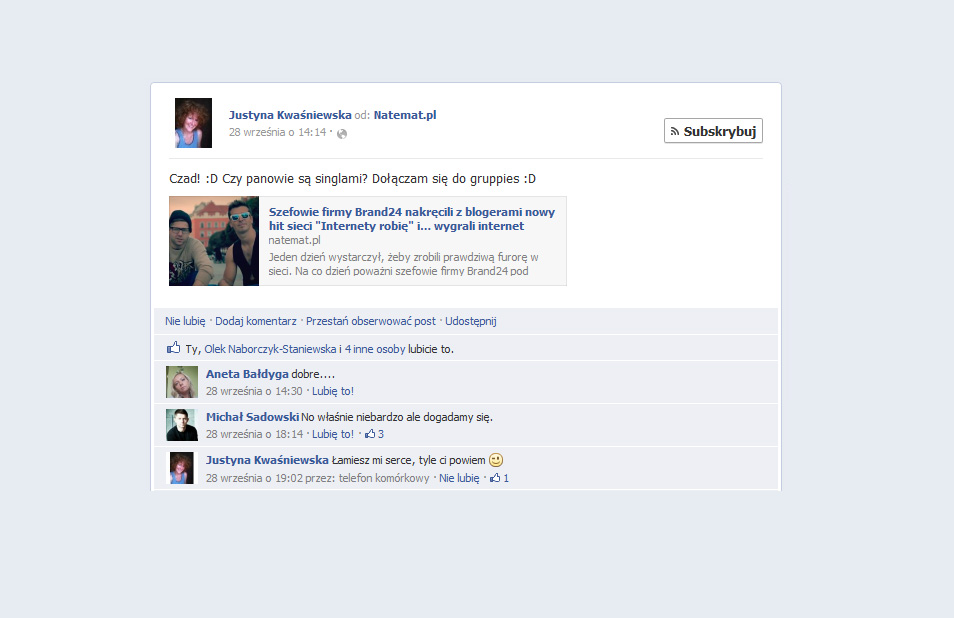 Justyna Kwaśniewska od: Natemat.pl
28 września o 14:14 ·
Subskrybuj
Czad! :D Czy panowie są singlami? Dołączam się do gruppies :D
Szefowie firmy Brand24 nakręcili z blogerami nowy
hit sieci "Internety robię" i... wygrali internet
natemat.pl
Jeden dzień wystarczył, żeby zrobili prawdziwą furorę w
sieci. Na co dzień poważni szefowie firmy Brand24 pod
Nie lubię · Dodaj komentarz · Przestań obserwować post · Udostępnij
Ty, Olek Naborczyk-Staniewska i 4 inne osoby lubicie to.
Aneta Bałdyga dobre....
28 września o 14:30 · Lubię to!
Michał Sadowski No właśnie niebardzo ale dogadamy się.
28 września o 18:14 · Lubię to! · 3
Justyna Kwaśniewska Łamiesz mi serce, tyle ci powiem
28 września o 19:02 przez: telefon komórkowy · Nie lubię · 1